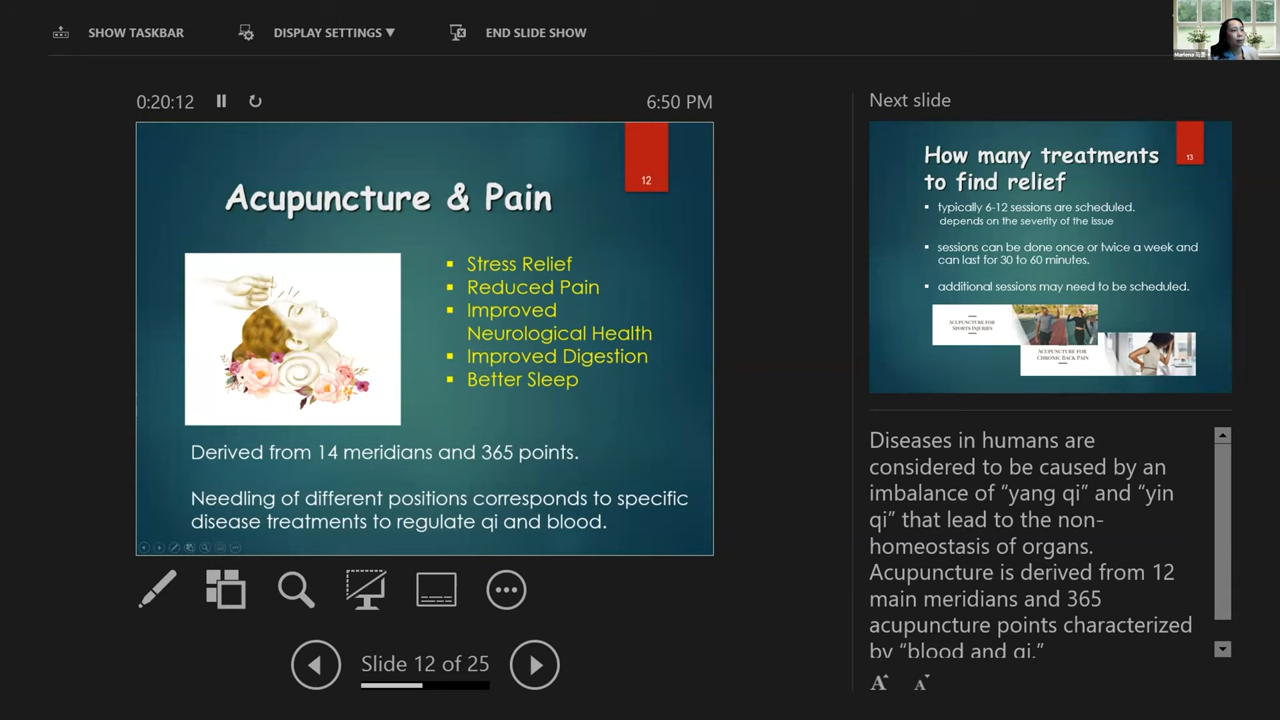 SHOW TASKBAR
DISPLAY SETTINGS ▼
END SLIDE SHOW
Marlena
0:20:12
6:50 PM
12
Acupuncture & Pain
▪ Stress Relief
▪ Reduced Pain
▪ Improved
Neurological Health
▪ Improved Digestion
▪ Better Sleep
Derived from 14 meridians and 365 points.
Needling of different positions corresponds to specific
disease treatments to regulate qi and blood.
Slide 12 of 25
Next slide
13
How many treatments
to find relief
▪ typically 6-12 sessions are scheduled.
depends on the severity of the issue
▪ sessions can be done once or twice a week and
can last for 30 to 60 minutes.
▪ additional sessions may need to be scheduled.
ACUPUNCTURE FOR
SPORTS INJURIES
ACUPUNCTURE FOR
CHRONIC BACK PAIN
Diseases in humans are
considered to be caused by an
imbalance of “yang qi” and “yin
qi” that lead to the non-
homeostasis of organs.
Acupuncture is derived from 12
main meridians and 365
acupuncture points characterized
by “blood and qi.”
A A